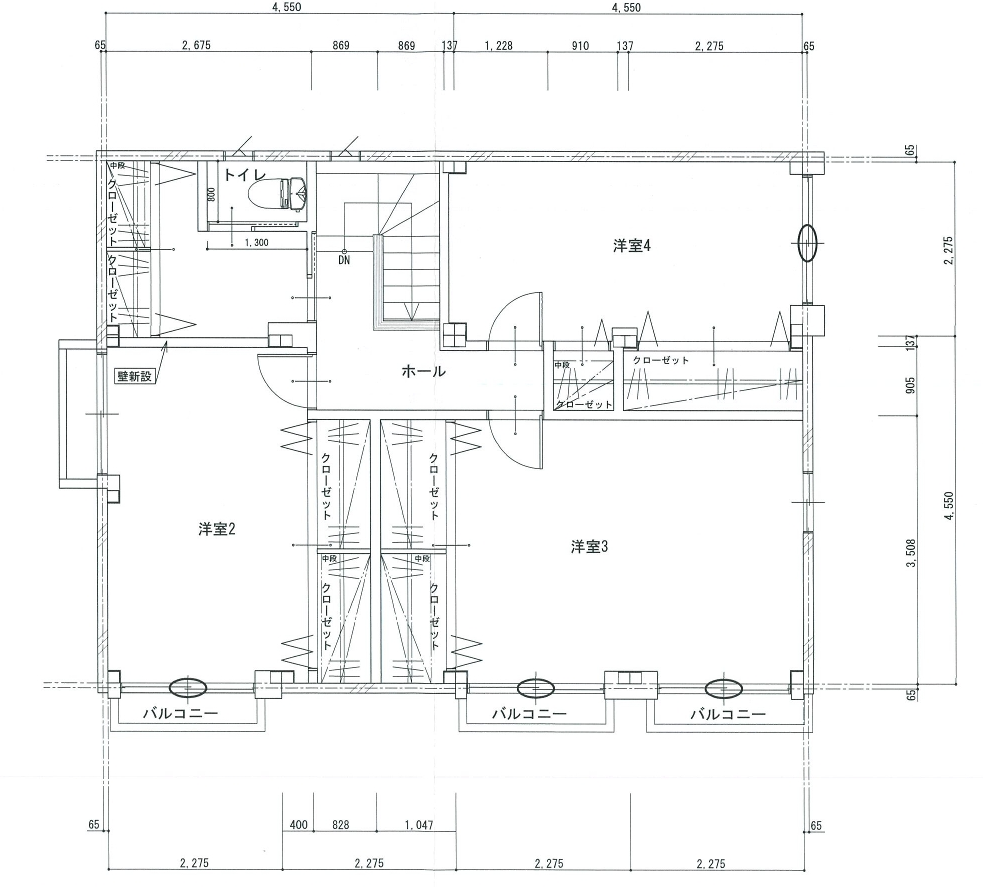 4,550
4,550
65
2,675
869
869
137
1,228
910
137
2,275
65
65
中段
クローゼット
トイレ
800
1,300
DN
洋室4
2,275
クローゼット
壁新設
ホール
中段
クローゼット
クローゼット
137
905
クローゼット
クローゼット
洋室2
洋室3
4,550
3,508
中段
中段
クローゼット
クローゼット
65
バルコニー
バルコニー
バルコニー
65
400
828
1,047
65
2,275
2,275
2,275
2,275